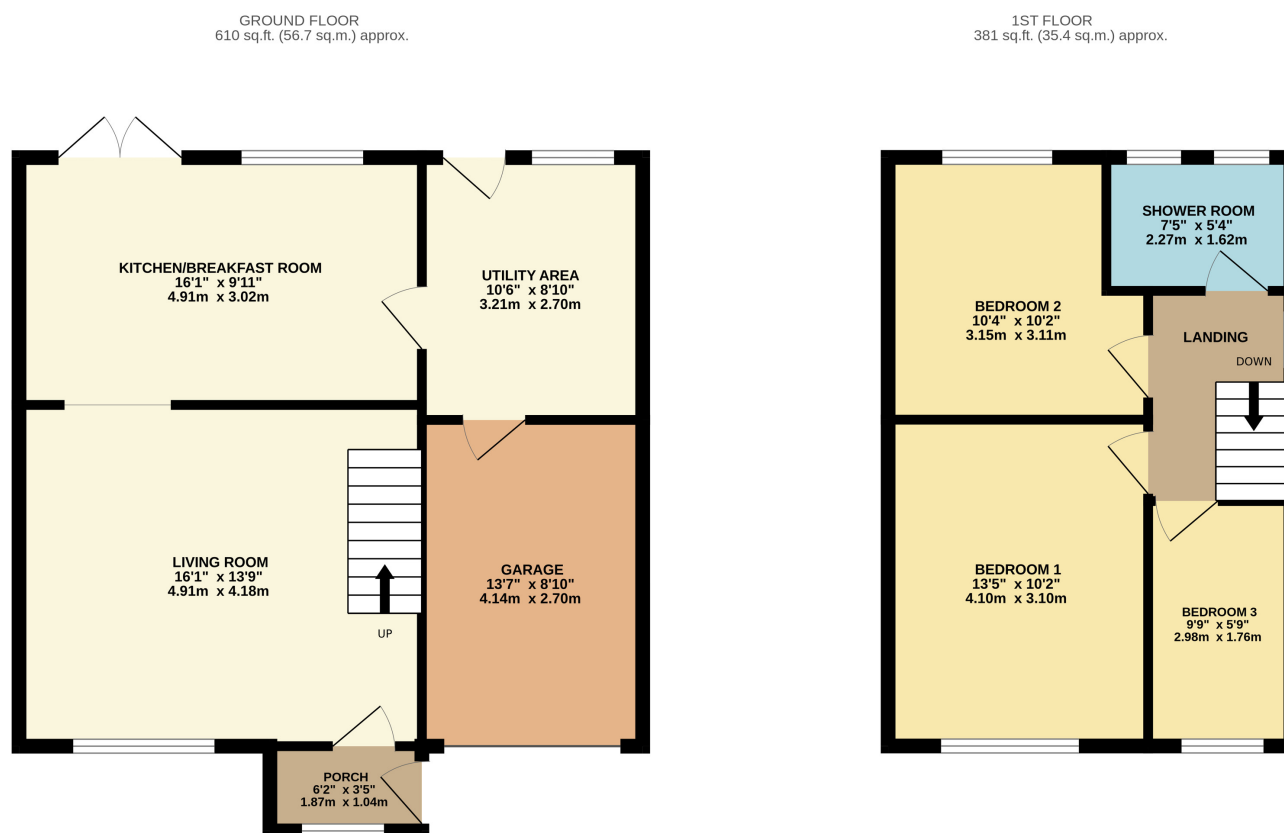 GROUND FLOOR
610 sq.ft. (56.7 sq.m.) approx.
1ST FLOOR
381 sq.ft. (35.4 sq.m.) approx.
KITCHEN/BREAKFAST ROOM
16'1" x 9'11"
4.91m x 3.02m
UTILITY AREA
10'6" x 8'10"
3.21m x 2.70m
LIVING ROOM
16'1" x 13'9"
4.91m x 4.18m
UP
GARAGE
13'7" x 8'10"
4.14m x 2.70m
PORCH
6'2" x 3'5"
1.87m x 1.04m
SHOWER ROOM
7'5" x 5'4"
2.27m x 1.62m
BEDROOM 2
10'4" x 10'2"
3.15m x 3.11m
LANDING
DOWN
BEDROOM 1
13'5" x 10'2"
4.10m x 3.10m
BEDROOM 3
9'9" x 5'9"
2.98m x 1.76m